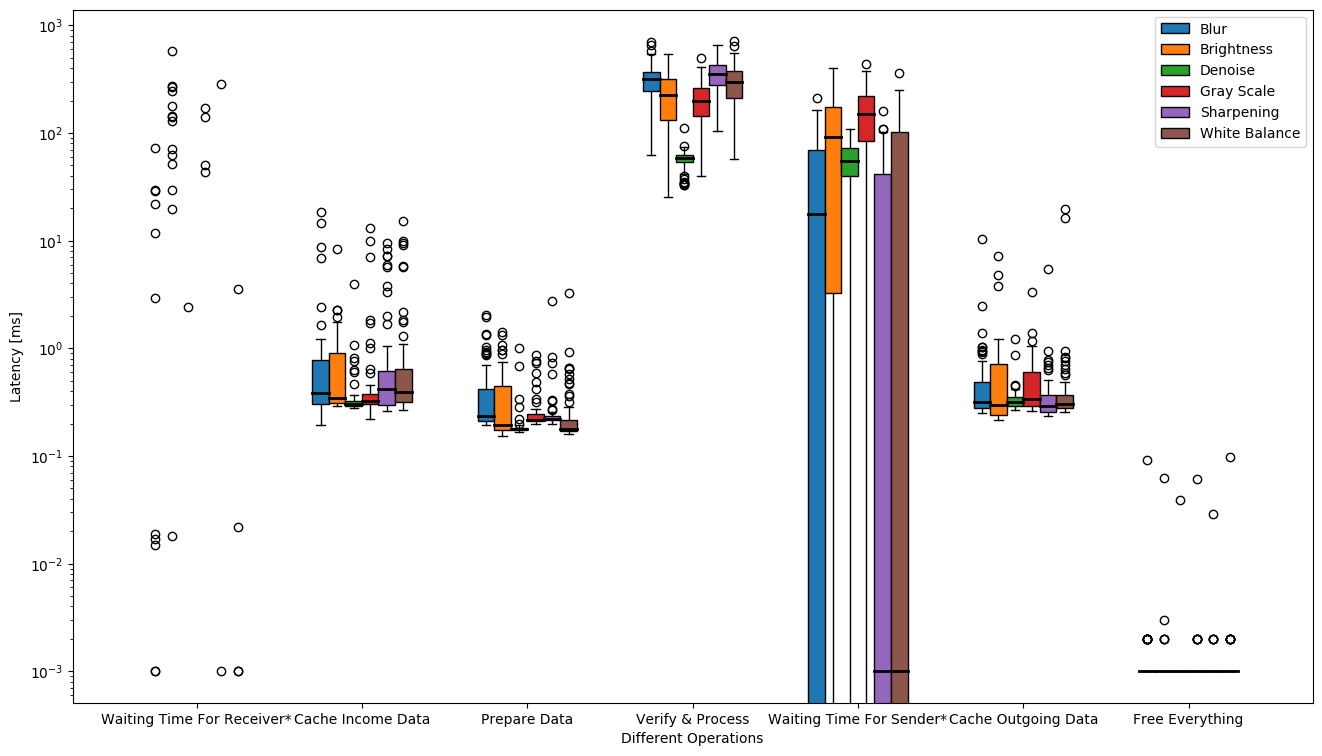 10³
10²
10¹
10⁰
10⁻¹
10⁻²
10⁻³
Latency [ms]
Blur
Brightness
Denoise
Gray Scale
Sharpening
White Balance
Waiting Time For Receiver*
Cache Income Data
Prepare Data
Verify & Process
Waiting Time For Sender*
Cache Outgoing Data
Free Everything
Different Operations